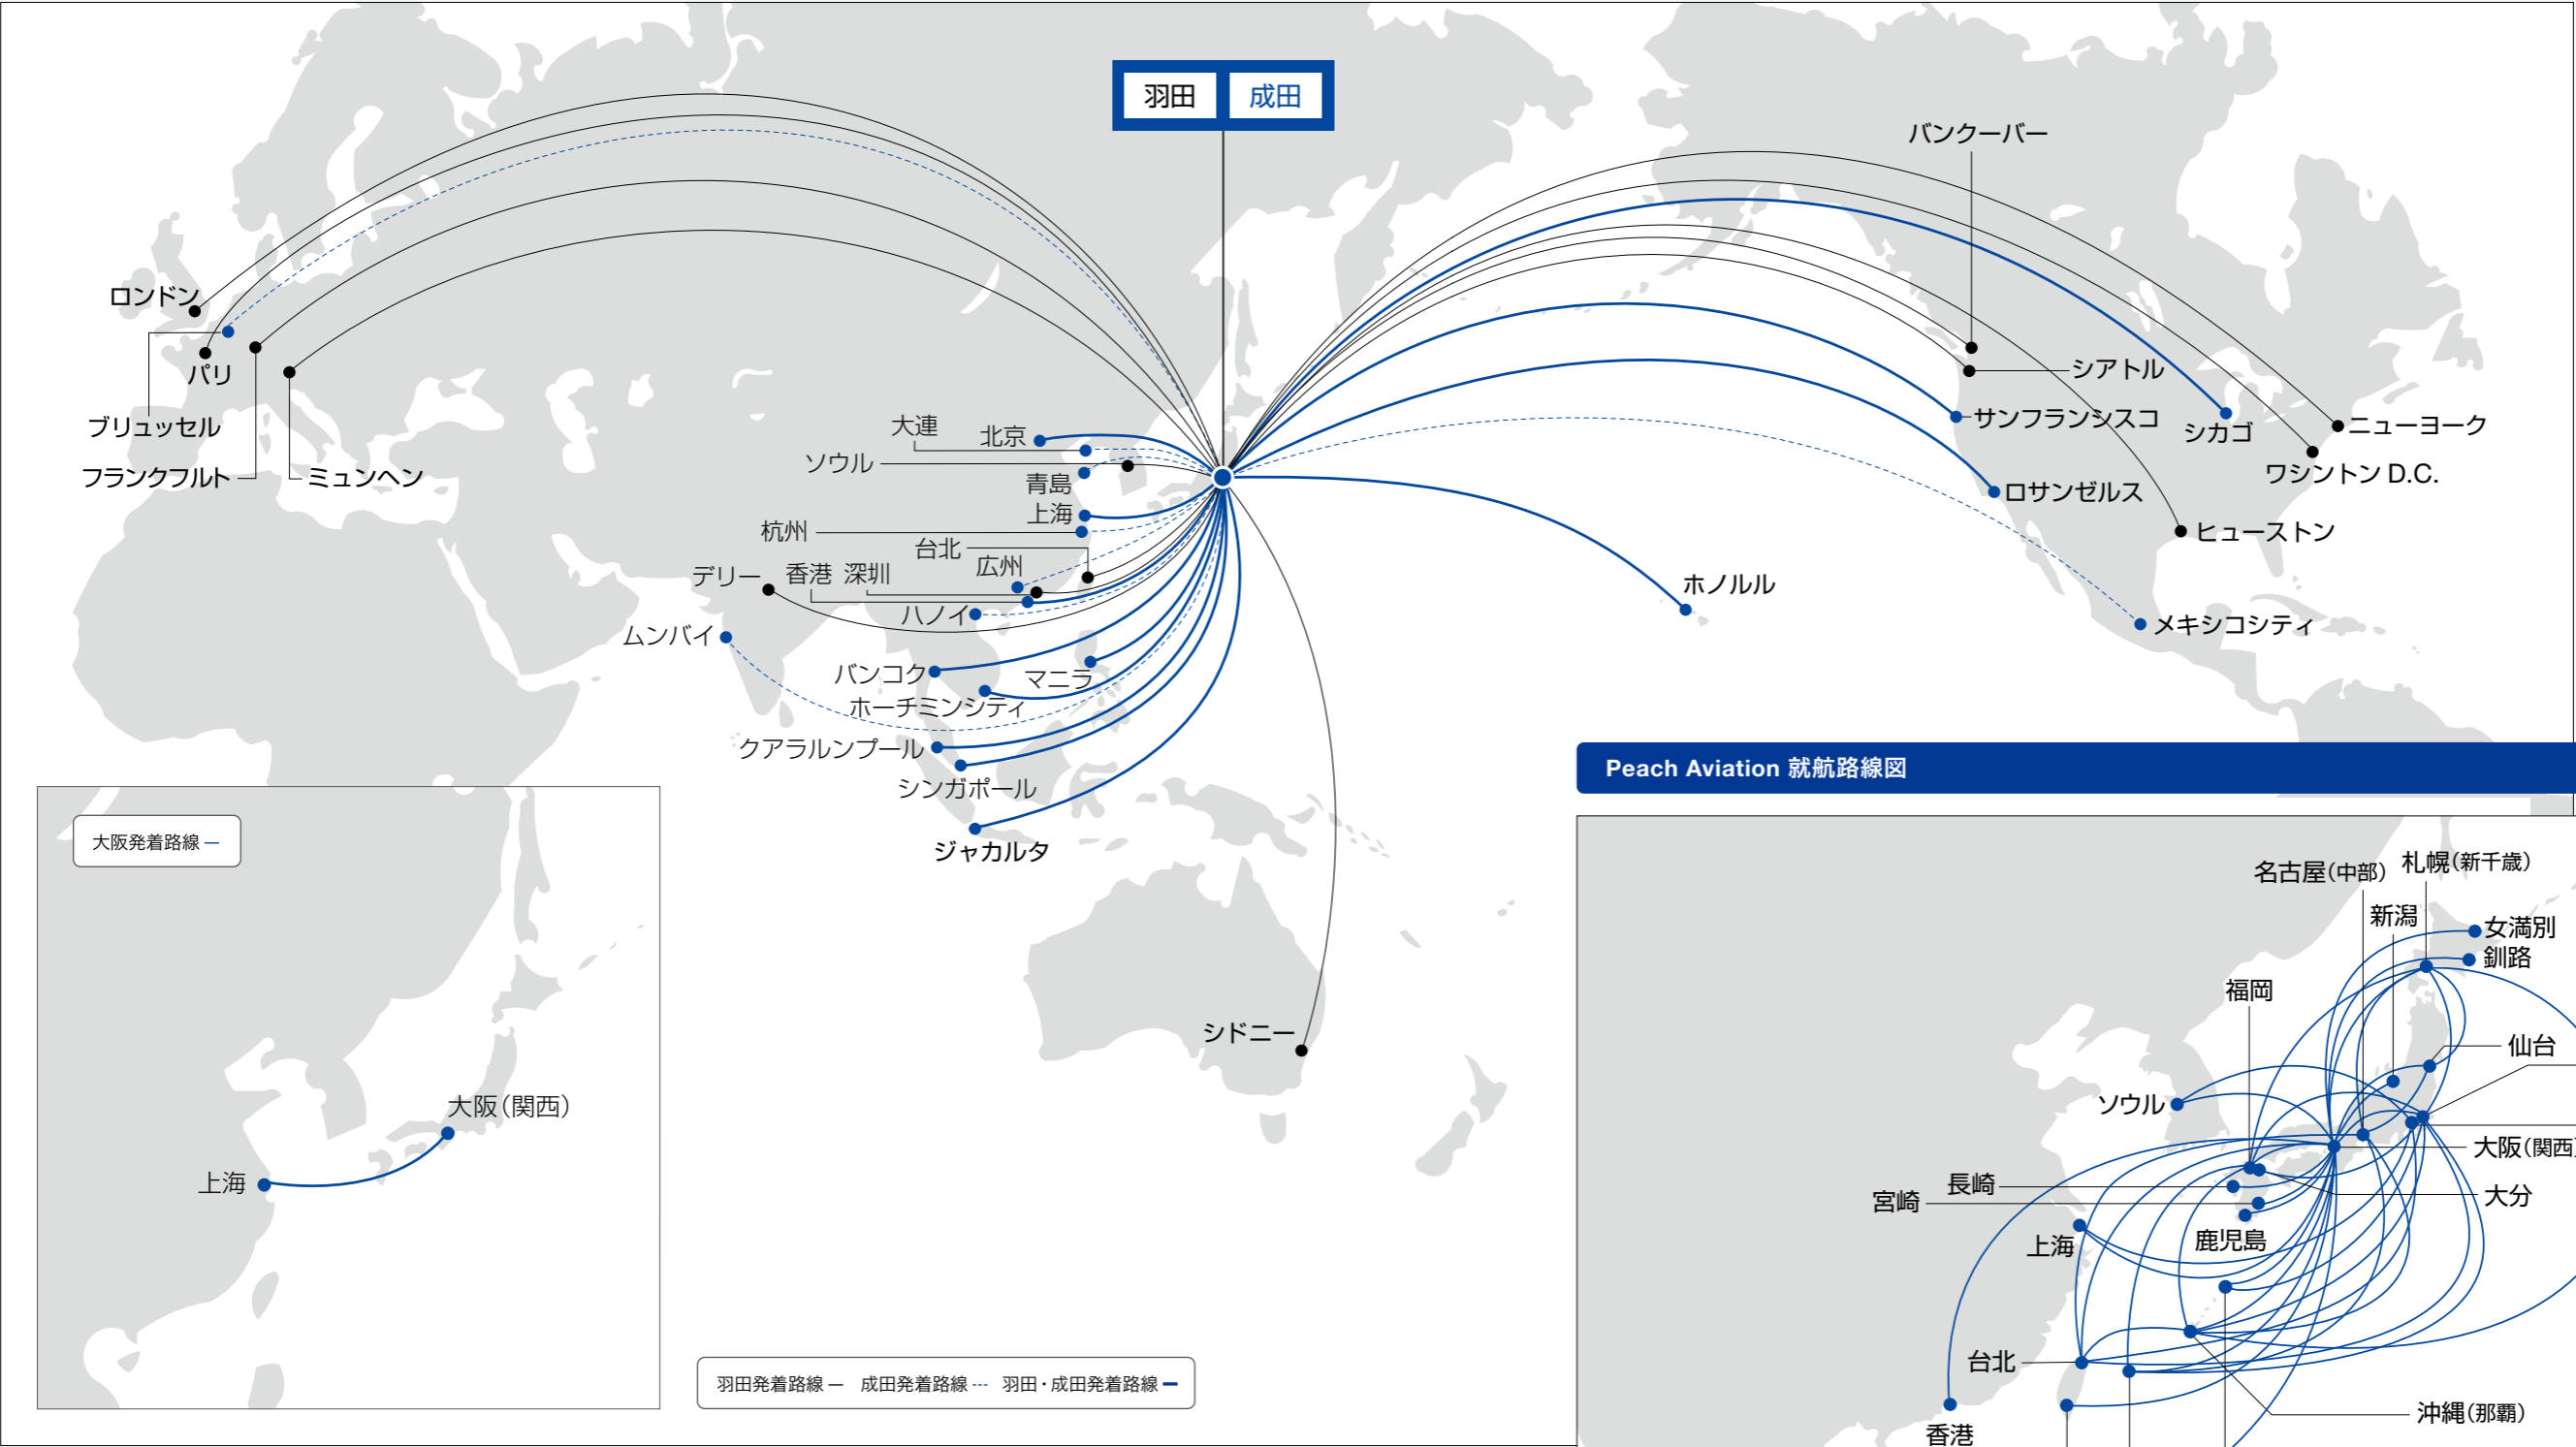 羽田 成田
バンクーバー
ロンドン
パリ
ブリュッセル
フランクフルト
ミュンヘン
大連
北京
ソウル
青島
上海
杭州
台北
広州
デリー
香港
深圳
ハノイ
ムンバイ
バンコク
マニラ
ホーチミンシティ
クアラルンプール
シンガポール
ジャカルタ
シドニー
シアトル
サンフランシスコ
シカゴ
ニューヨーク
ワシントン D.C.
ロサンゼルス
ヒューストン
ホノルル
メキシコシティ
大阪発着路線
大阪（関西）
上海
羽田発着路線 成田発着路線 羽田・成田発着路線
Peach Aviation 就航路線図
名古屋（中部）
札幌（新千歳）
新潟
女満別
釧路
福岡
仙台
ソウル
大阪（関西）
長崎
宮崎
大分
鹿児島
上海
台北
沖縄（那覇）
香港